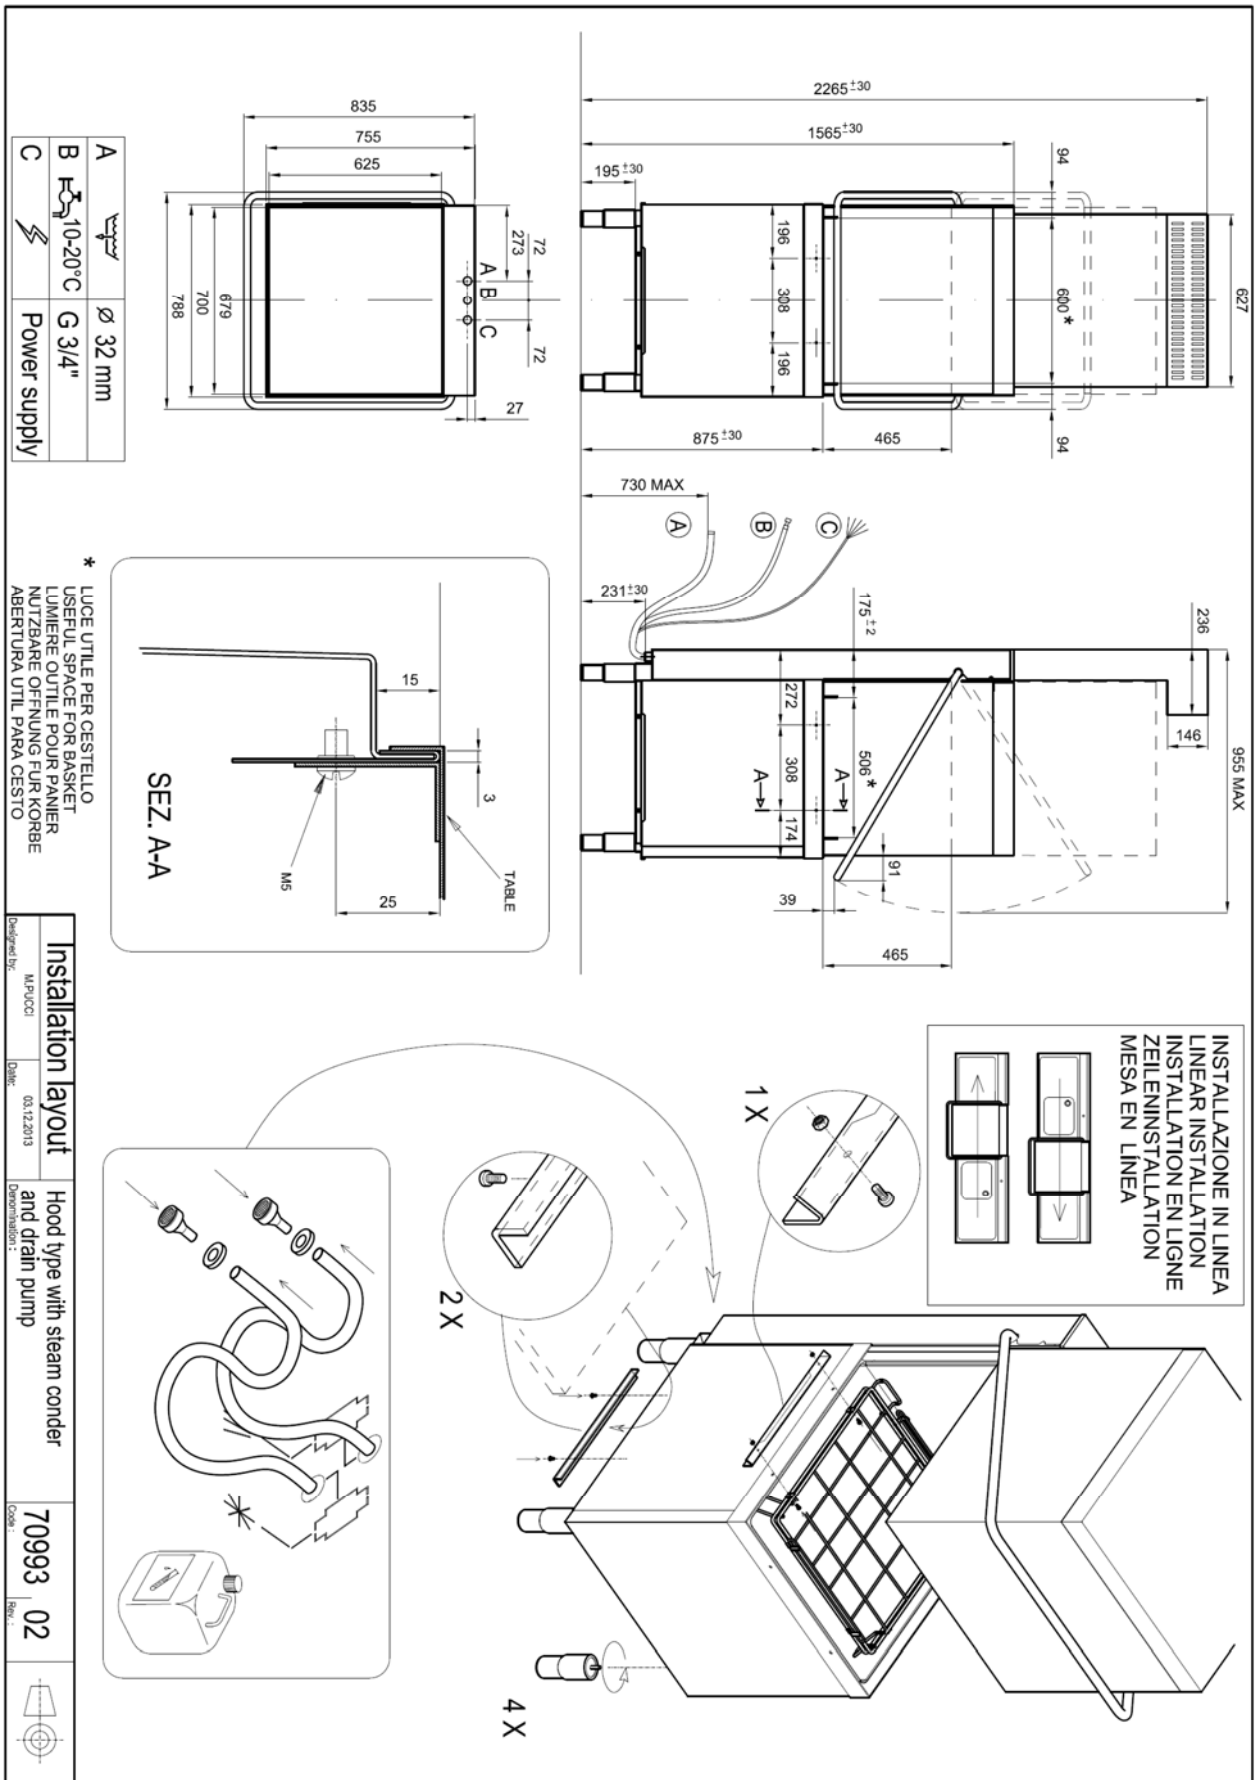 2265±30
1565±30
195±30
94
196
308
196
600 *
627
94
875±30
465
835
755
625
72
273
A
B
C
72
27
679
700
788
A Ø 32 mm
B 10-20°C G 3/4"
C Power supply
730 MAX
A
B
C
231±30
175±2
236
146
955 MAX
272
308
174
506 *
A
A
91
39
465
15
3
TABLE
M5
25
SEZ. A-A
* LUCE UTILE PER CESTELLO
USEFUL SPACE FOR BASKET
LUMIERE OUTILE POUR PANIER
NUTZBARE OFFNUNG FUR KORBE
ABERTURA UTIL PARA CESTO
INSTALLAZIONE IN LINEA
LINEAR INSTALLATION
INSTALLATION EN LIGNE
ZEILENINSTALLATION
MESA EN LÍNEA
1 X
2 X
4 X
Installation layout
Designed by:
M.PUCCI
Date:
03.12.2013
Hood type with steam conder
and drain pump
Denomination :
70993
Code :
02
Rev. :